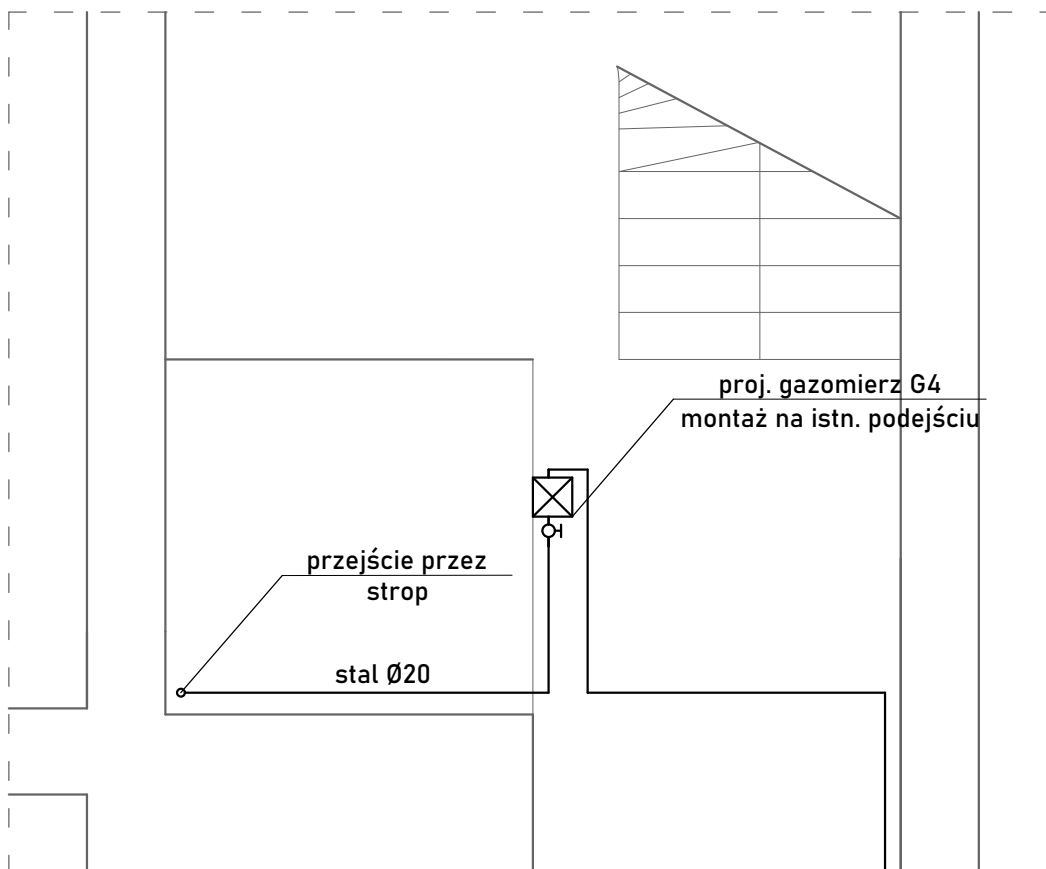 proj. gazomierz G4
montaż na istn. podejściu
przejście przez
strop
stal Ø20